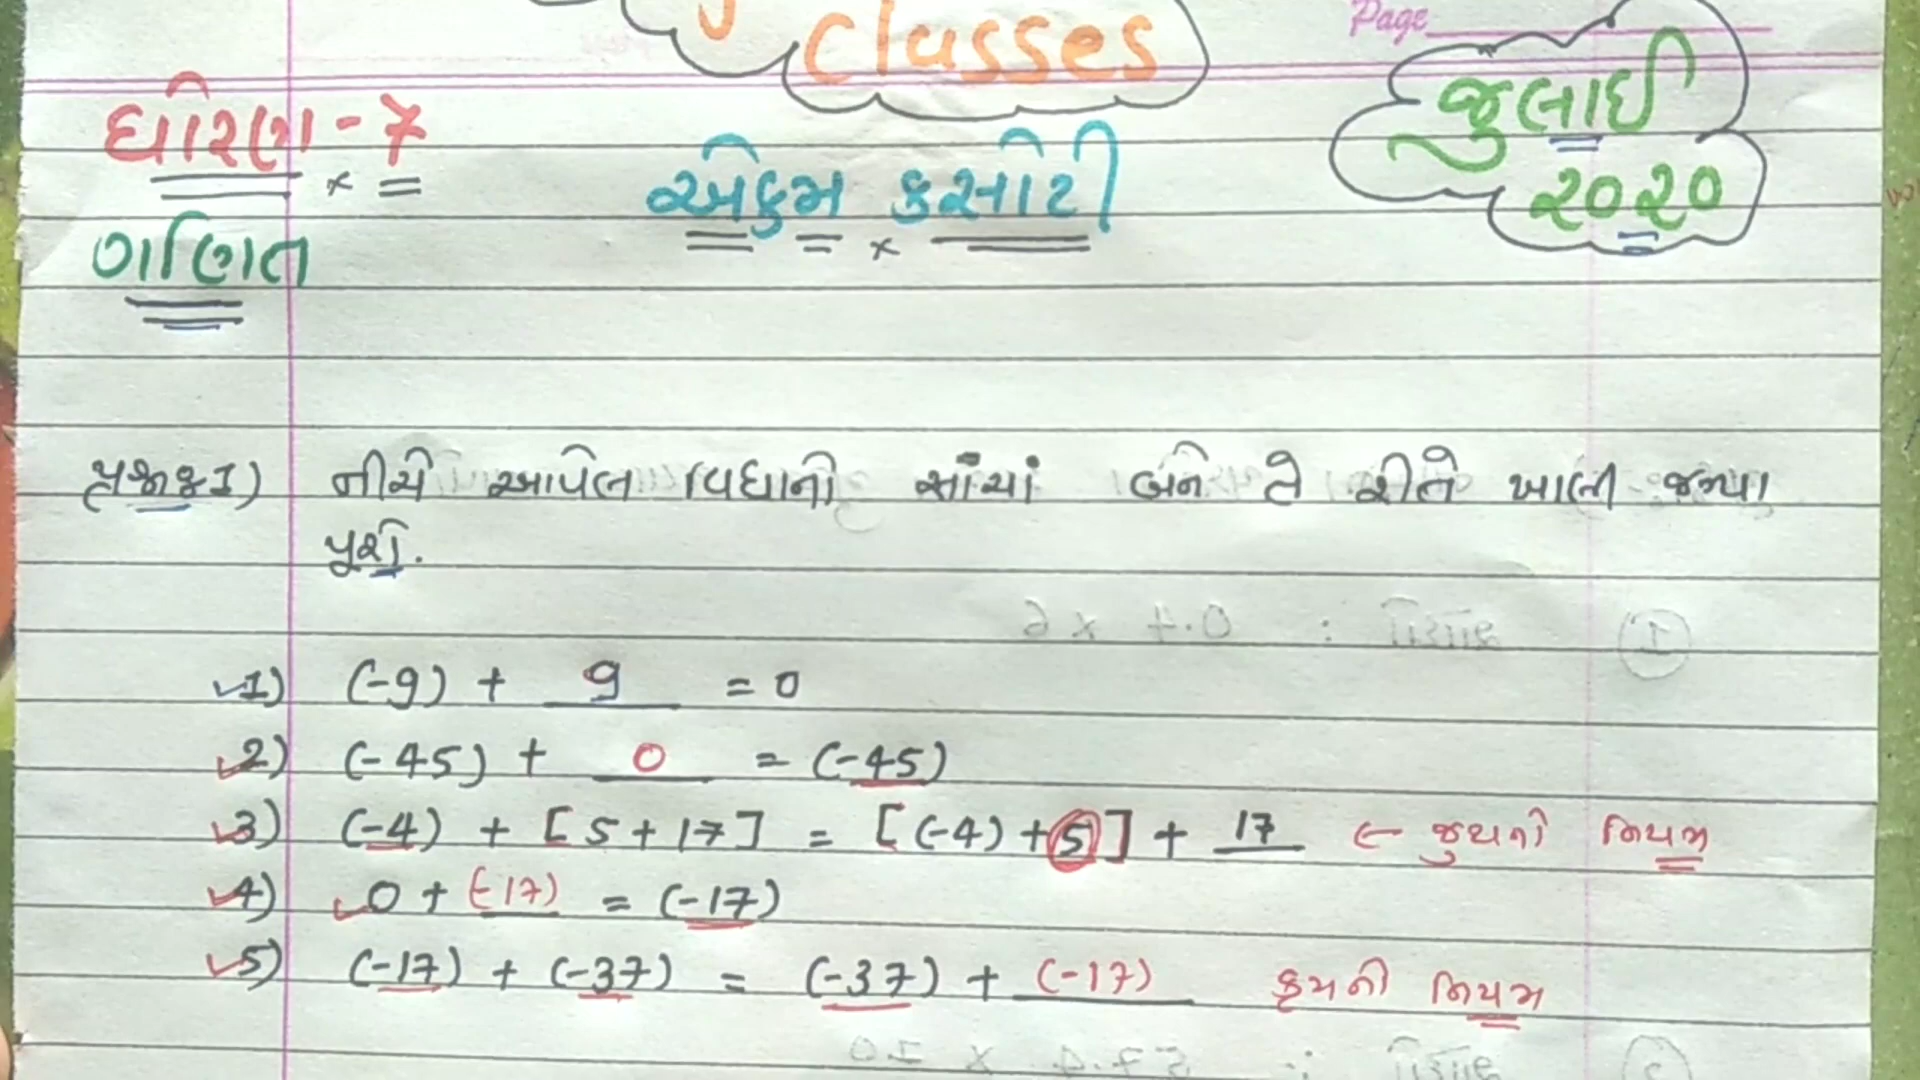 classes
Page
ધોરણ - 7
જુલાઈ
૨૦૨૦
એકમ કસોટી
ગણિત
પ્રશ્ન 1) નીચે આપેલ વિધાનો સાંચાં બને તે રીતે ખાલી જગ્યા
પૂરો.
1) (-9) + 9 = 0
2) (-45) + 0 = (-45)
3) (-4) + [5 + 17] = [(-4) + 5] + 17 ← જુથનો નિયમ
4) 0 + (-17) = (-17)
5) (-17) + (-37) = (-37) + (-17) ક્રમનો નિયમ